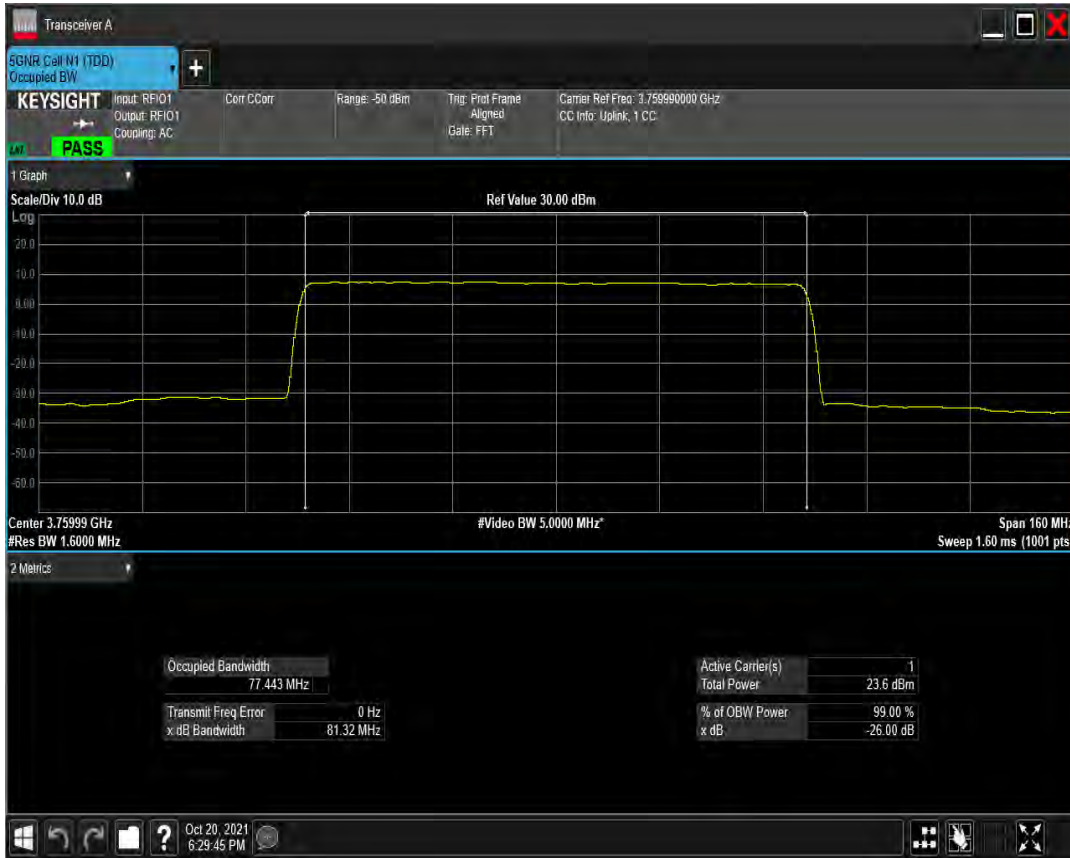 Transceiver A
5GNR Cell N1 (TDD)
Occupied BW
+
KEYSIGHT
Input: RFIO1
Output: RFIO1
Coupling: AC
Corr CCorr
Range: -50 dBm
Trig: Prot Frame
Aligned
Gate: FFT
Carrier Ref Freq: 3.759990000 GHz
CC Info: Uplink, 1 CC
PASS
1 Graph
Scale/Div 10.0 dB
Ref Value 30.00 dBm
Log
20.0
10.0
0.00
-10.0
-20.0
-30.0
-40.0
-50.0
-60.0
Center 3.75999 GHz
#Video BW 5.0000 MHz*
Span 160 MHz
#Res BW 1.6000 MHz
Sweep 1.60 ms (1001 pts
2 Metrics
Occupied Bandwidth
77.443 MHz
Transmit Freq Error 0 Hz
x dB Bandwidth 81.32 MHz
Active Carrier(s) 1
Total Power 23.6 dBm
% of OBW Power 99.00 %
x dB -26.00 dB
?
Oct 20, 2021
6:29:45 PM